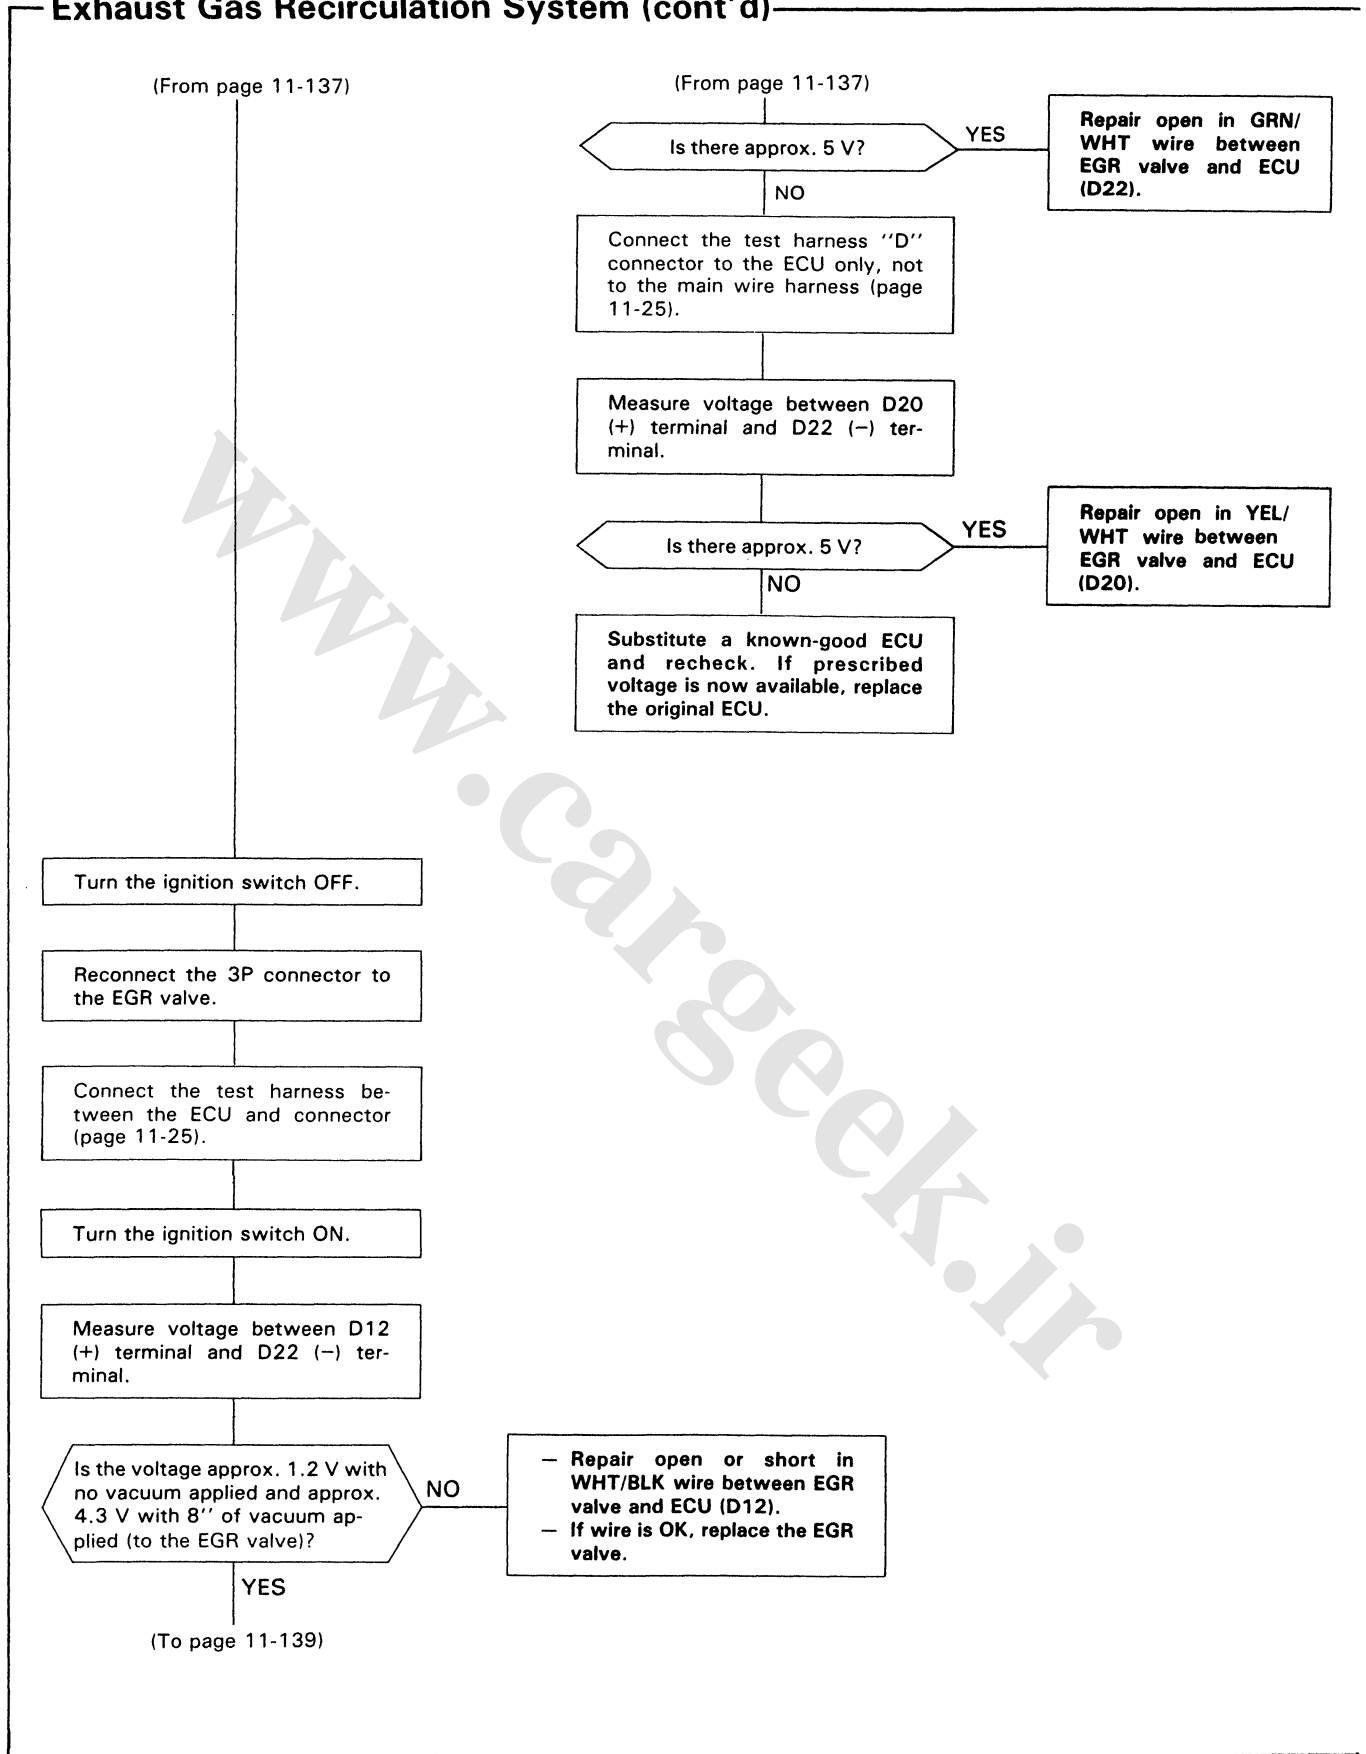 Exhaust Gas Recirculation System (cont'd)
(From page 11-137)
Turn the ignition switch OFF.
Reconnect the 3P connector to
the EGR valve.
Connect the test harness be-
tween the ECU and connector
(page 11-25).
Turn the ignition switch ON.
Measure voltage between D12
(+) terminal and D22 (−) ter-
minal.
Is the voltage approx. 1.2 V with
no vacuum applied and approx.
4.3 V with 8'' of vacuum ap-
plied (to the EGR valve)?
NO
— Repair open or short in
WHT/BLK wire between EGR
valve and ECU (D12).
— If wire is OK, replace the EGR
valve.
YES
(To page 11-139)
(From page 11-137)
Is there approx. 5 V?
YES
Repair open in GRN/
WHT wire between
EGR valve and ECU
(D22).
NO
Connect the test harness ''D''
connector to the ECU only, not
to the main wire harness (page
11-25).
Measure voltage between D20
(+) terminal and D22 (−) ter-
minal.
Is there approx. 5 V?
YES
Repair open in YEL/
WHT wire between
EGR valve and ECU
(D20).
NO
Substitute a known-good ECU
and recheck. If prescribed
voltage is now available, replace
the original ECU.
www.cargeek.ir